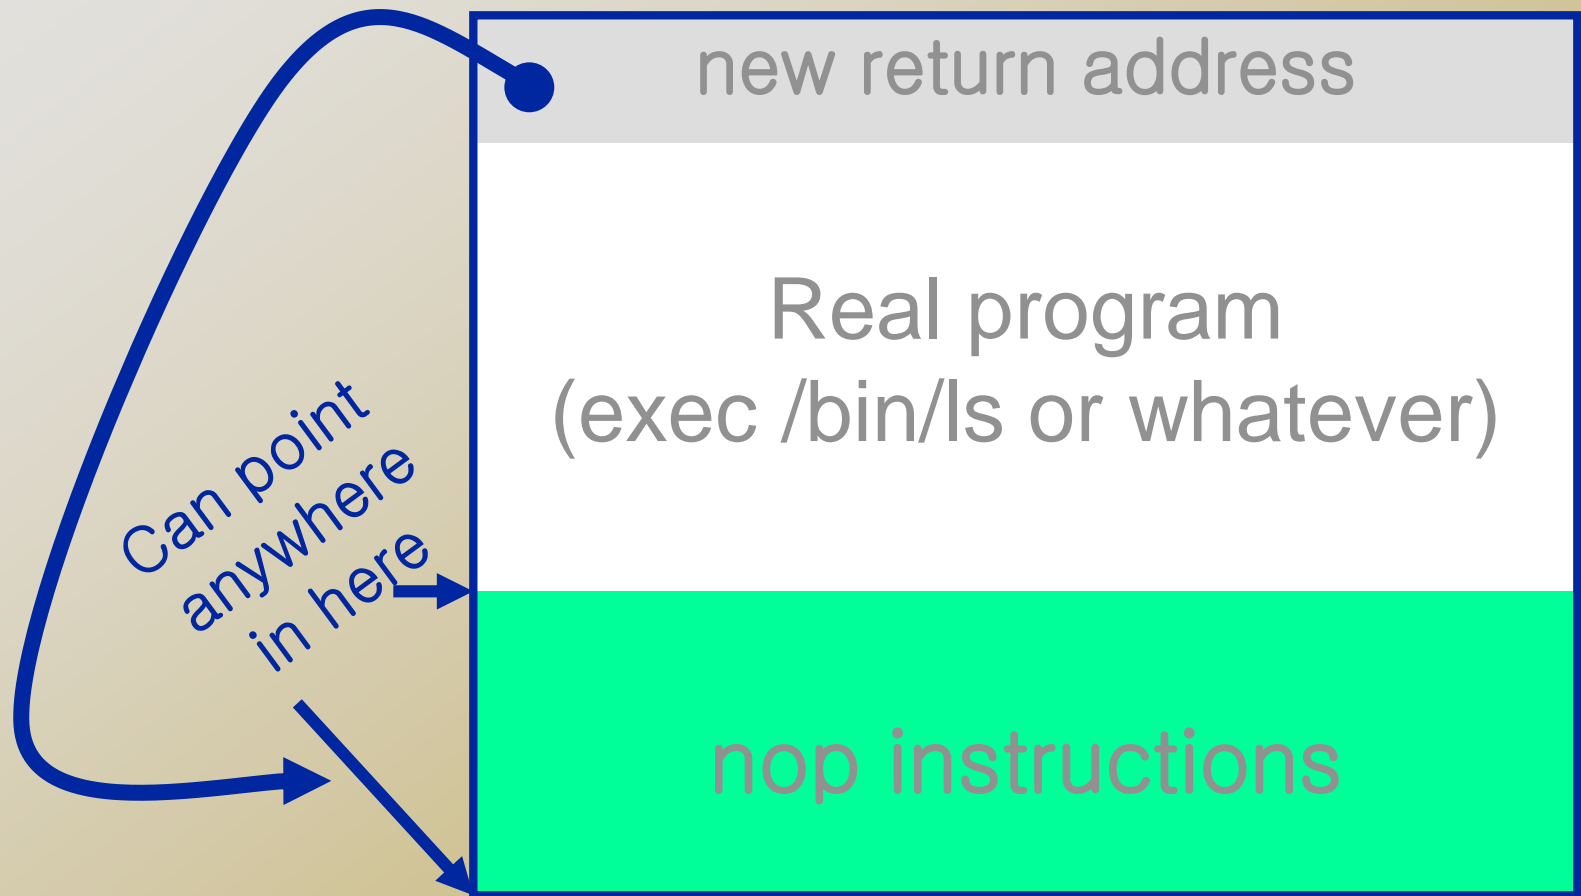 new return address
Real program
(exec /bin/ls or whatever)
Can point
anywhere
in here
nop instructions